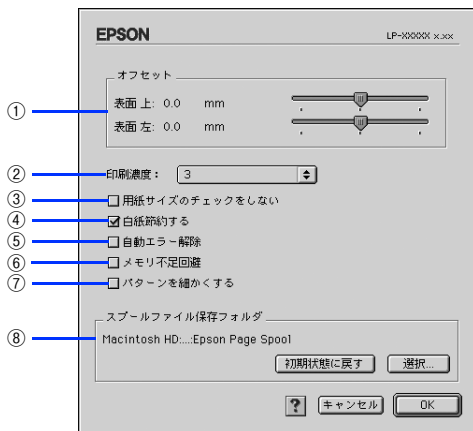 EPSON LP-XXXXX x.xx
オフセット
① 表面 上: 0.0 mm
表面 左: 0.0 mm
② 印刷濃度: 3
③ 用紙サイズのチェックをしない
④ 白紙節約する
⑤ 自動エラー解除
⑥ メモリ不足回避
⑦ パターンを細かくする
スプールファイル保存フォルダ
⑧ Macintosh HD:...:Epson Page Spool
初期状態に戻す 選択...
? キャンセル OK